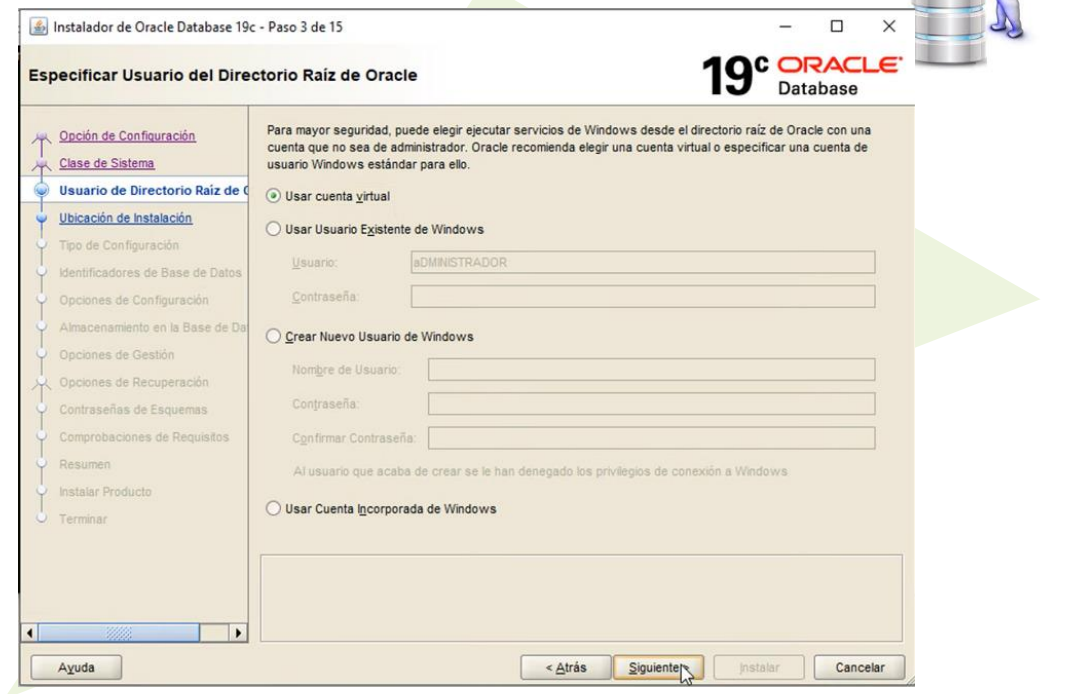 Instalador de Oracle Database 19c - Paso 3 de 15
Especificar Usuario del Directorio Raíz de Oracle
19c ORACLE
Database
Opción de Configuración
Clase de Sistema
Usuario de Directorio Raíz de
Ubicación de Instalación
Tipo de Configuración
Identificadores de Base de Datos
Opciones de Configuración
Almacenamiento en la Base de Da
Opciones de Gestión
Opciones de Recuperación
Contraseñas de Esquemas
Comprobaciones de Requisitos
Resumen
Instalar Producto
Terminar
Para mayor seguridad, puede elegir ejecutar servicios de Windows desde el directorio raíz de Oracle con una
cuenta que no sea de administrador. Oracle recomienda elegir una cuenta virtual o especificar una cuenta de
usuario Windows estándar para ello.
Usar cuenta virtual
Usar Usuario Existente de Windows
Usuario: aDMINISTRADOR
Contraseña:
Crear Nuevo Usuario de Windows
Nombre de Usuario:
Contraseña:
Confirmar Contraseña:
Al usuario que acaba de crear se le han denegado los privilegios de conexión a Windows
Usar Cuenta Incorporada de Windows
Ayuda < Atrás Siguiente > Instalar Cancelar